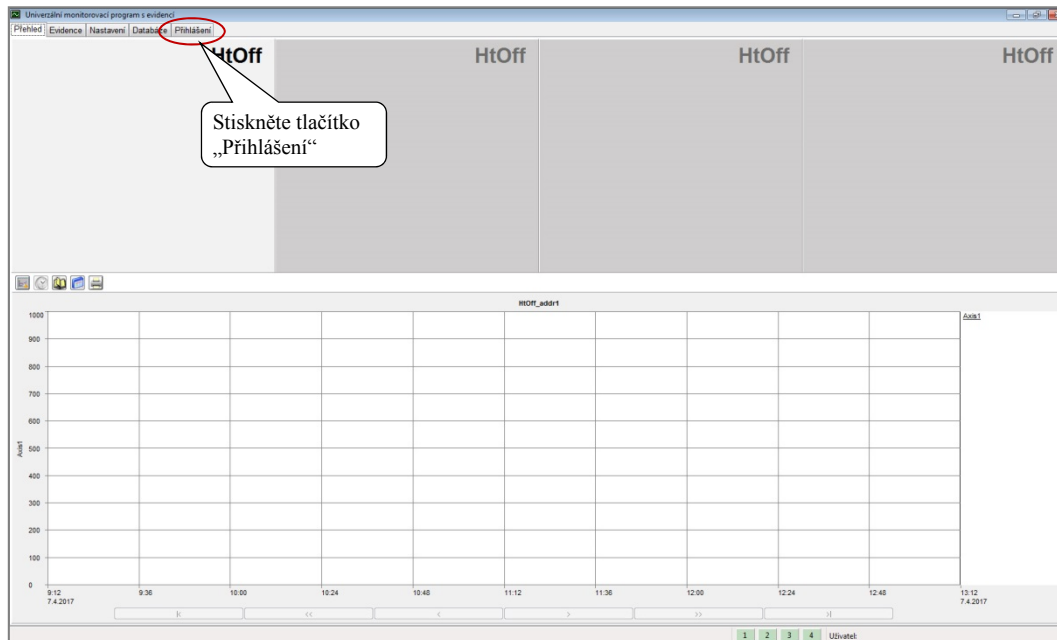 Univerzální monitorovací program s evidencí
Přehled Evidence Nastavení Databáze Přihlášení
HtOff HtOff HtOff HtOff
Stiskněte tlačítko
„Přihlášení“
HtOff_addr1
Axis1
1000
900
800
700
600
500
400
300
200
100
0
Axis1
9:12 9:36 10:00 10:24 10:48 11:12 11:36 12:00 12:24 12:48 13:12
7.4.2017 7.4.2017
|< << < > >> >|
1 2 3 4 Uživatel: